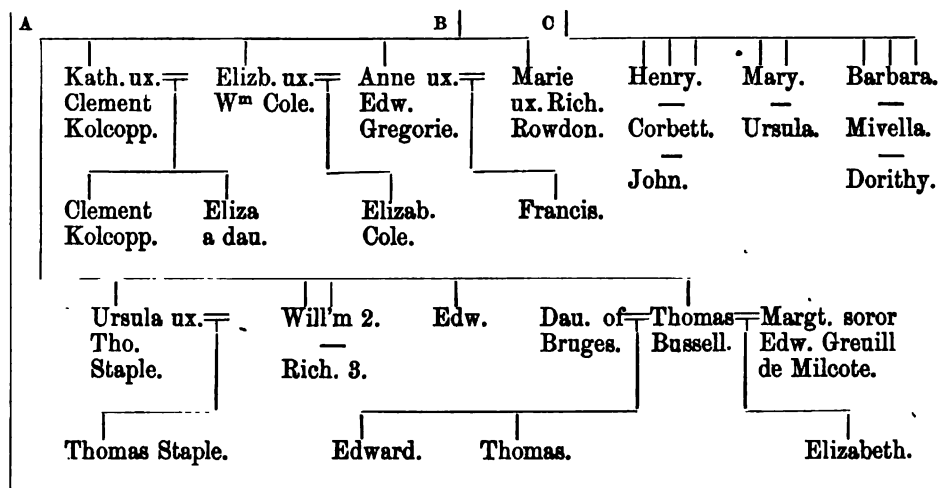 A B C
Kath. ux. Elizb. ux. Anne ux. Marie Henry. Mary. Barbara.
Clement Wm Cole. Edw. ux. Rich. — — —
Kolcopp. Gregorie. Rowdon. Corbett. Ursula. Mivella.
— —
John. Dorithy.
Clement Eliza Elizab. Francis.
Kolcopp. a dau. Cole.
Ursula ux. Will'm 2. Edw. Dau. of Thomas Margt. soror
Tho. — Bruges. Bussell. Edw. Greuill
Staple. Rich. 3. de Milcote.
Thomas Staple. Edward. Thomas. Elizabeth.